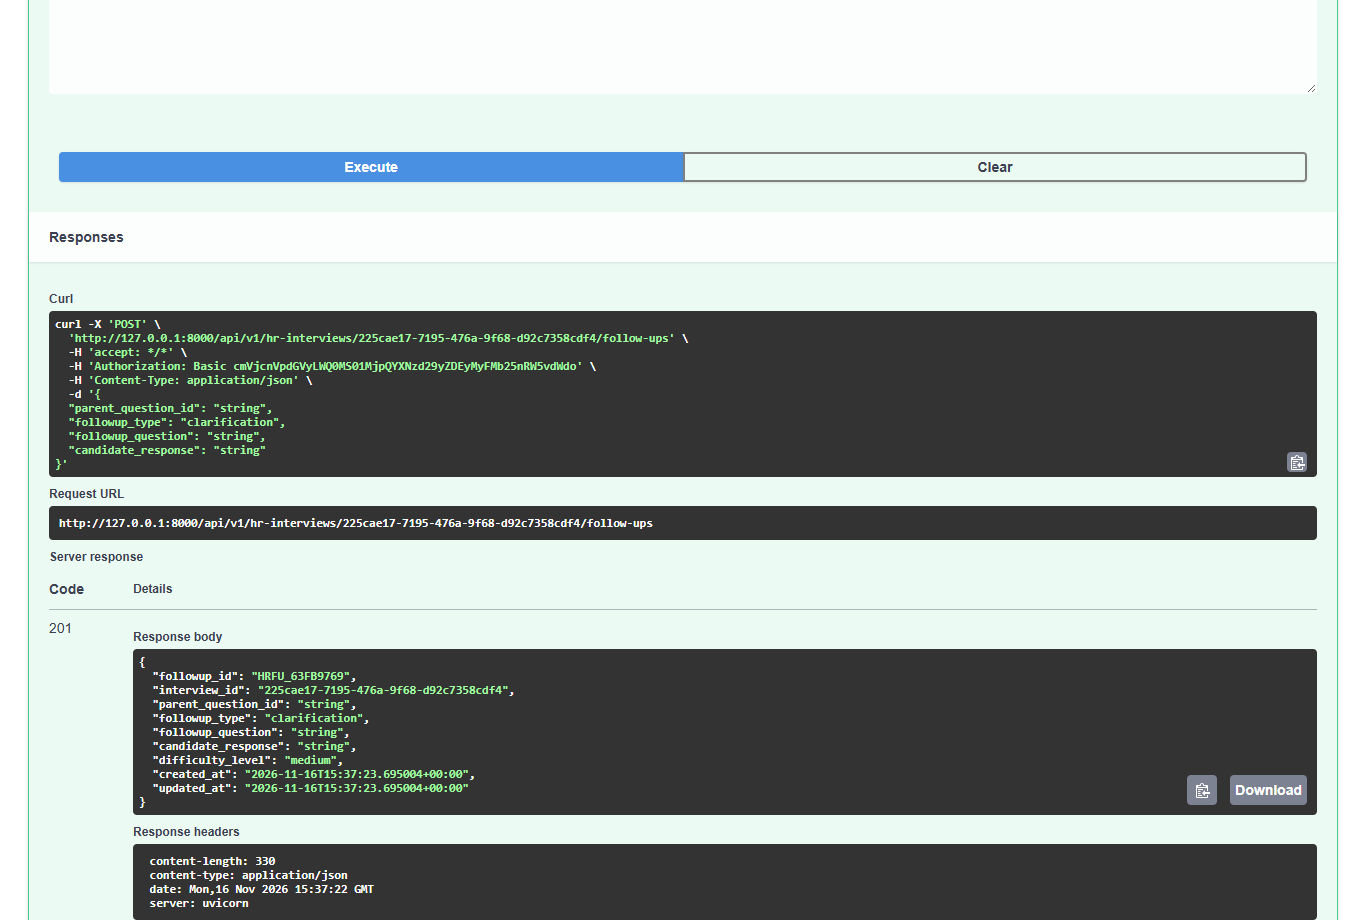 Execute
Clear
Responses
Curl
curl -X 'POST' \
  'http://127.0.0.1:8000/api/v1/hr-interviews/225cae17-7195-476a-9f68-d92c7358cdf4/follow-ups' \
  -H 'accept: */*' \
  -H 'Authorization: Basic cmVjcnVpdGVyLWQ0MS01MjpQYXNzd29yZDEyMyFMb25nRW5vdWdo' \
  -H 'Content-Type: application/json' \
  -d '{
  "parent_question_id": "string",
  "followup_type": "clarification",
  "followup_question": "string",
  "candidate_response": "string"
}'
Request URL
http://127.0.0.1:8000/api/v1/hr-interviews/225cae17-7195-476a-9f68-d92c7358cdf4/follow-ups
Server response
Code Details
201
Response body
{
  "followup_id": "HRFU_63FB9769",
  "interview_id": "225cae17-7195-476a-9f68-d92c7358cdf4",
  "parent_question_id": "string",
  "followup_type": "clarification",
  "followup_question": "string",
  "candidate_response": "string",
  "difficulty_level": "medium",
  "created_at": "2026-11-16T15:37:23.695004+00:00",
  "updated_at": "2026-11-16T15:37:23.695004+00:00"
}
Download
Response headers
content-length: 330
content-type: application/json
date: Mon,16 Nov 2026 15:37:22 GMT
server: uvicorn